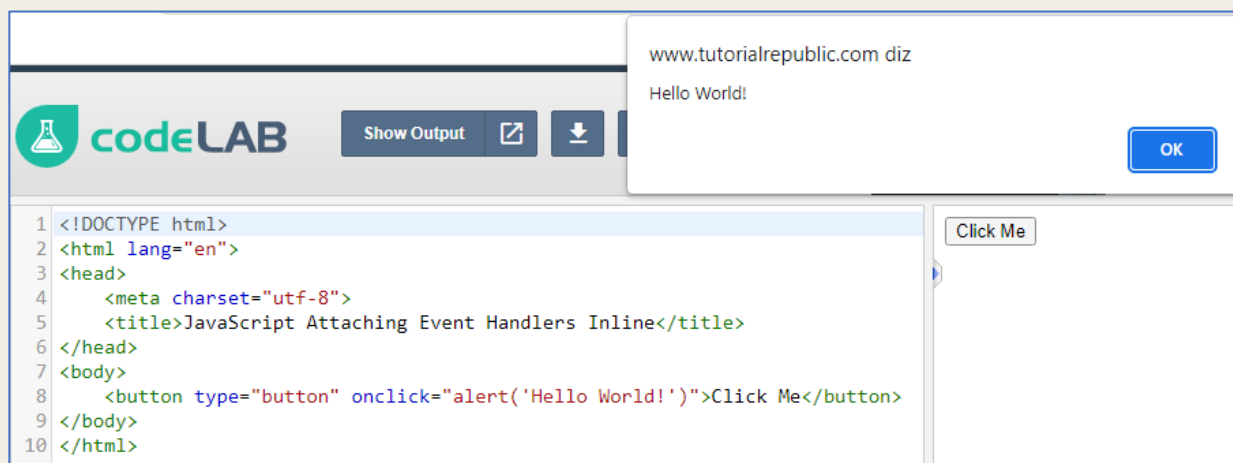 www.tutorialrepublic.com diz
Hello World!
OK
codeLAB
Show Output
1 <!DOCTYPE html>
2 <html lang="en">
3 <head>
4     <meta charset="utf-8">
5     <title>JavaScript Attaching Event Handlers Inline</title>
6 </head>
7 <body>
8     <button type="button" onclick="alert('Hello World!')">Click Me</button>
9 </body>
10 </html>
Click Me